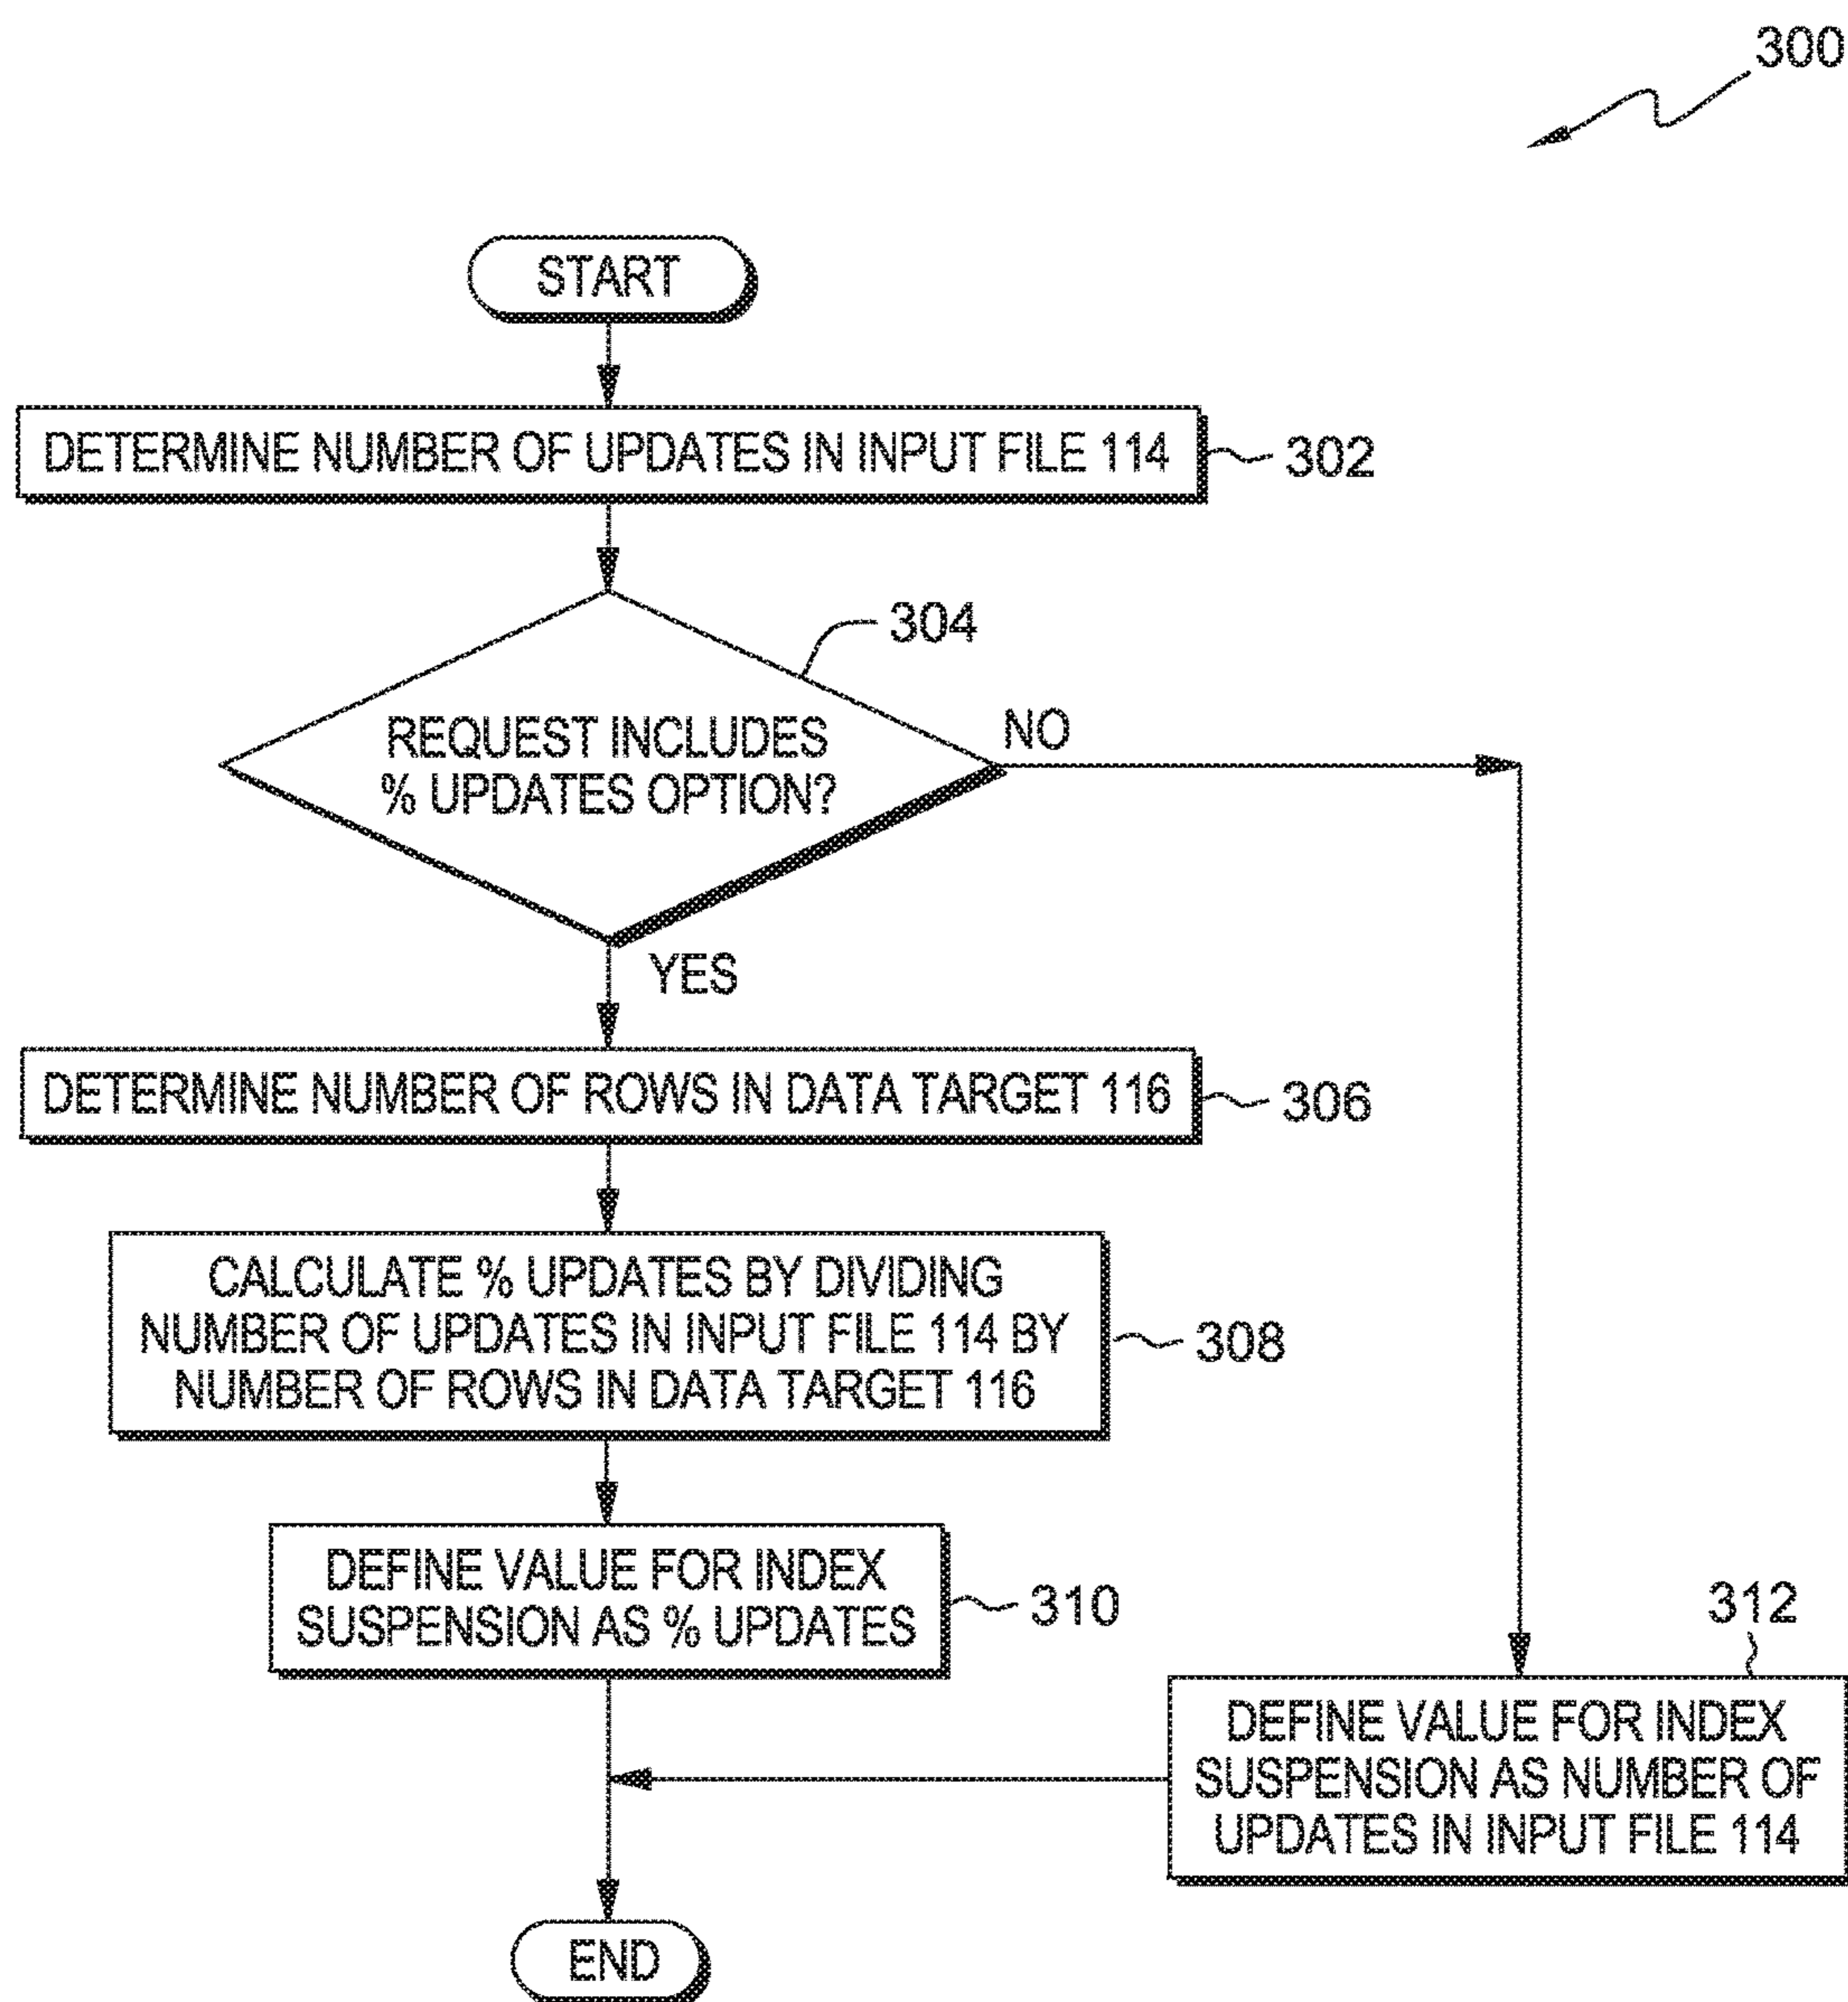 300
START
DETERMINE NUMBER OF UPDATES IN INPUT FILE 114
302
304
REQUEST INCLUDES
% UPDATES OPTION?
NO
YES
DETERMINE NUMBER OF ROWS IN DATA TARGET 116
306
CALCULATE % UPDATES BY DIVIDING
NUMBER OF UPDATES IN INPUT FILE 114 BY
NUMBER OF ROWS IN DATA TARGET 116
308
DEFINE VALUE FOR INDEX
SUSPENSION AS % UPDATES
310
312
DEFINE VALUE FOR INDEX
SUSPENSION AS NUMBER OF
UPDATES IN INPUT FILE 114
END